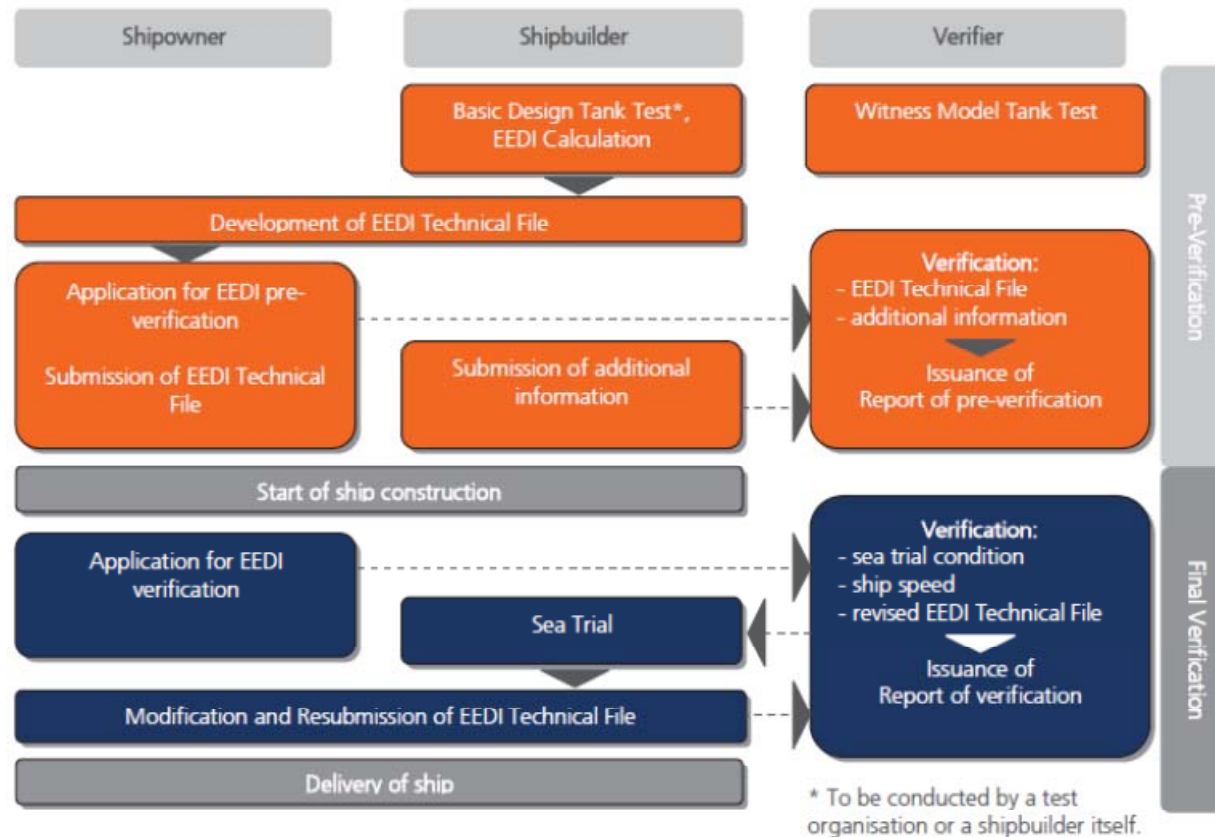 Shipowner
Shipbuilder
Verifier
Basic Design Tank Test*,
EEDI Calculation
Witness Model Tank Test
Development of EEDI Technical File
Application for EEDI pre-
verification
Submission of EEDI Technical
File
Submission of additional
information
Verification:
- EEDI Technical File
- additional information
Issuance of
Report of pre-verification
Pre-Verification
Start of ship construction
Application for EEDI
verification
Sea Trial
Verification:
- sea trial condition
- ship speed
- revised EEDI Technical File
Issuance of
Report of verification
Modification and Resubmission of EEDI Technical File
Delivery of ship
Final Verification
* To be conducted by a test
organisation or a shipbuilder itself.